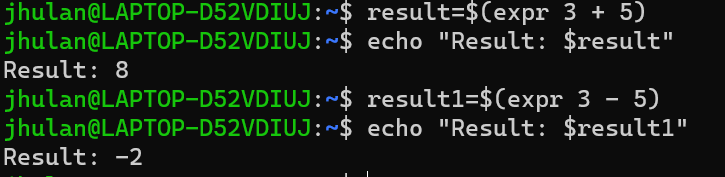 jhulan@LAPTOP-D52VDIUJ:~$ result=$(expr 3 + 5)
jhulan@LAPTOP-D52VDIUJ:~$ echo "Result: $result"
Result: 8
jhulan@LAPTOP-D52VDIUJ:~$ result1=$(expr 3 - 5)
jhulan@LAPTOP-D52VDIUJ:~$ echo "Result: $result1"
Result: -2